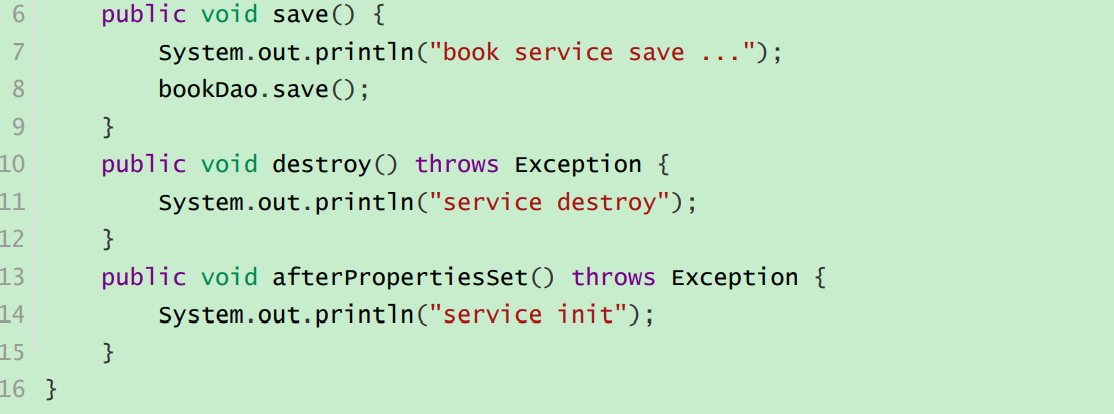 6 public void save() {
7 System.out.println("book service save ...");
8 bookDao.save();
9 }
10 public void destroy() throws Exception {
11 System.out.println("service destroy");
12 }
13 public void afterPropertiesSet() throws Exception {
14 System.out.println("service init");
15 }
16 }